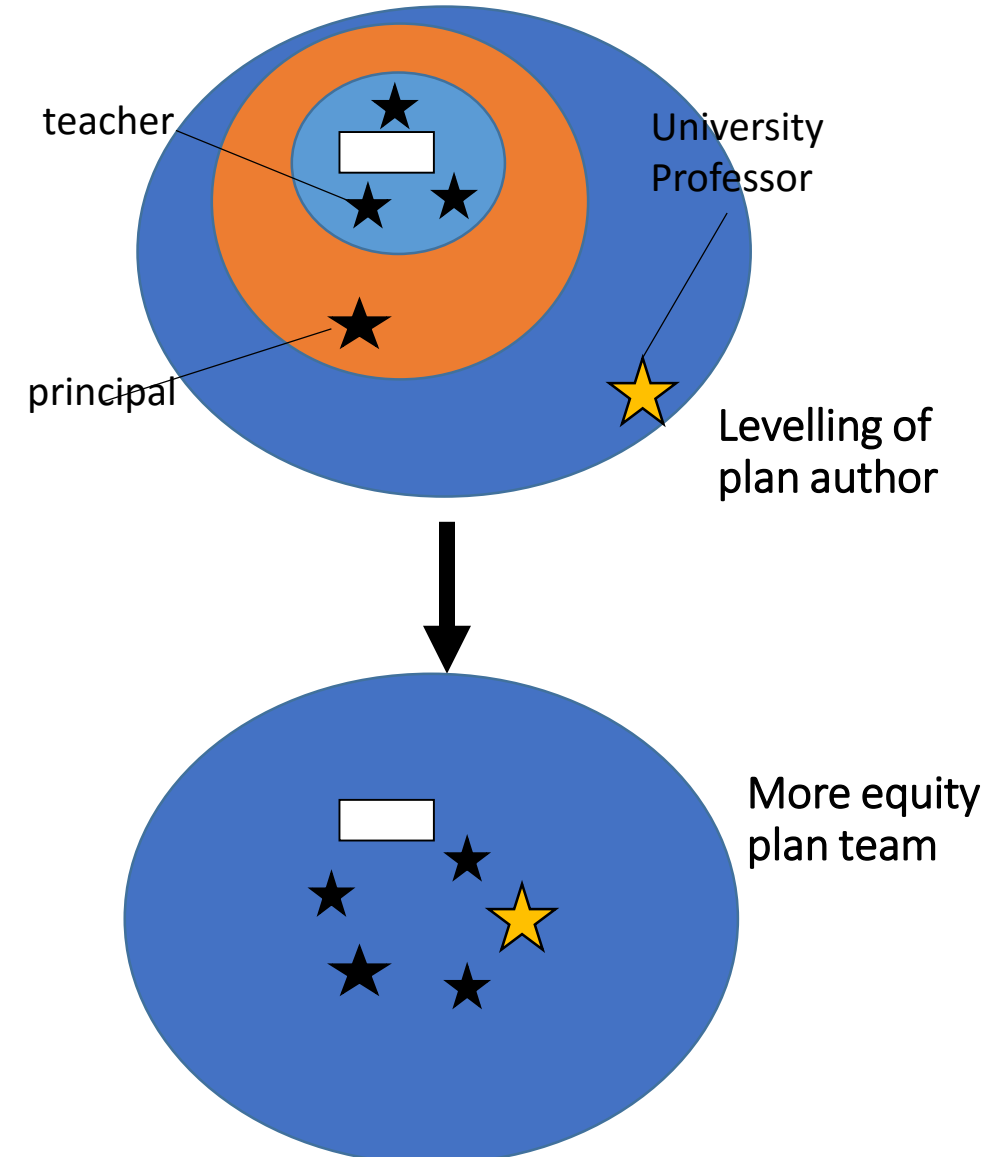 teacher
University
Professor
principal
Levelling of
plan author
More equity
plan team